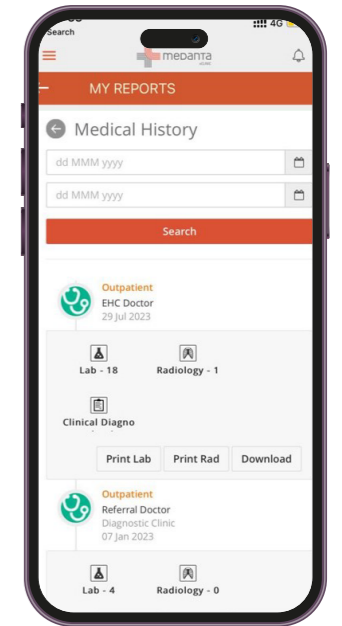 Search
4G
medanta
MY REPORTS
Medical History
dd MMM yyyy
dd MMM yyyy
Search
Outpatient
EHC Doctor
29 Jul 2023
Lab - 18
Radiology - 1
Clinical Diagno
Print Lab
Print Rad
Download
Outpatient
Referral Doctor
Diagnostic Clinic
07 Jan 2023
Lab - 4
Radiology - 0